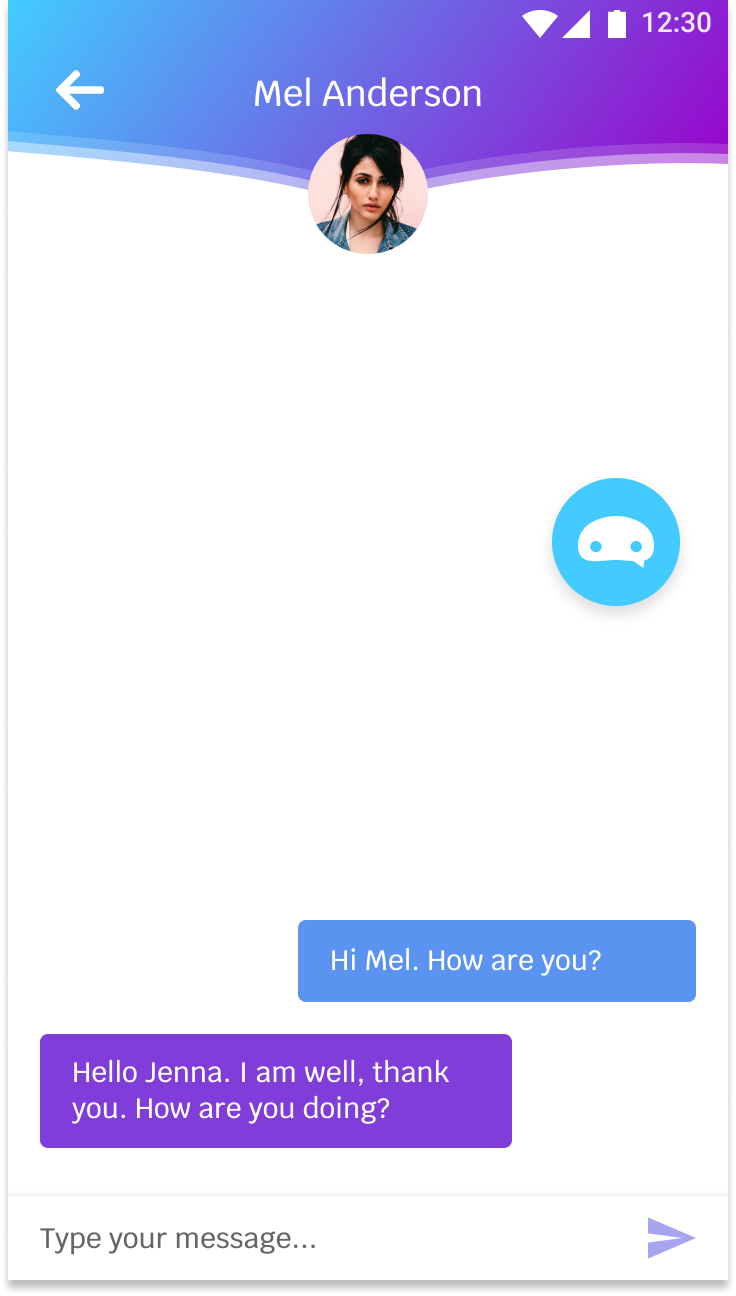 12:30
Mel Anderson
Hi Mel. How are you?
Hello Jenna. I am well, thank
you. How are you doing?
Type your message...